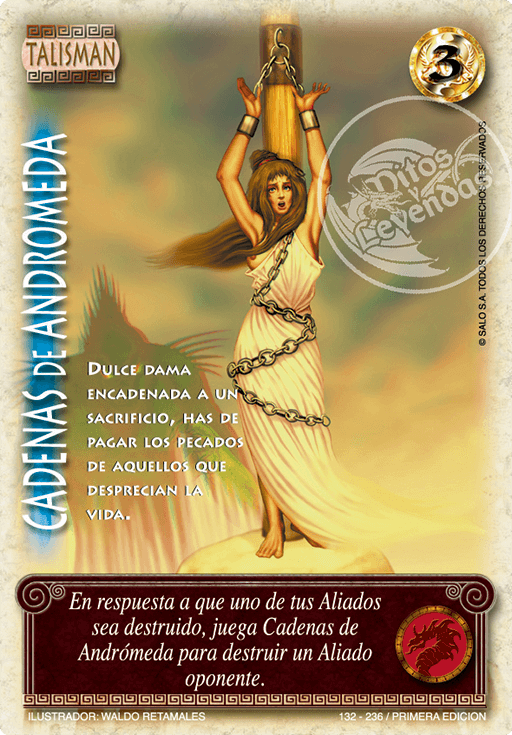 TALISMAN
3
CADENAS DE ANDROMEDA
Mitos
y
Leyendas
© SALO S.A. TODOS LOS DERECHOS RESERVADOS
DULCE DAMA
ENCADENADA A UN
SACRIFICIO, HAS DE
PAGAR LOS PECADOS
DE AQUELLOS QUE
DESPRECIAN LA
VIDA.
En respuesta a que uno de tus Aliados
sea destruido, juega Cadenas de
Andrómeda para destruir un Aliado
oponente.
ILUSTRADOR: WALDO RETAMALES
132 - 236 / PRIMERA EDICION